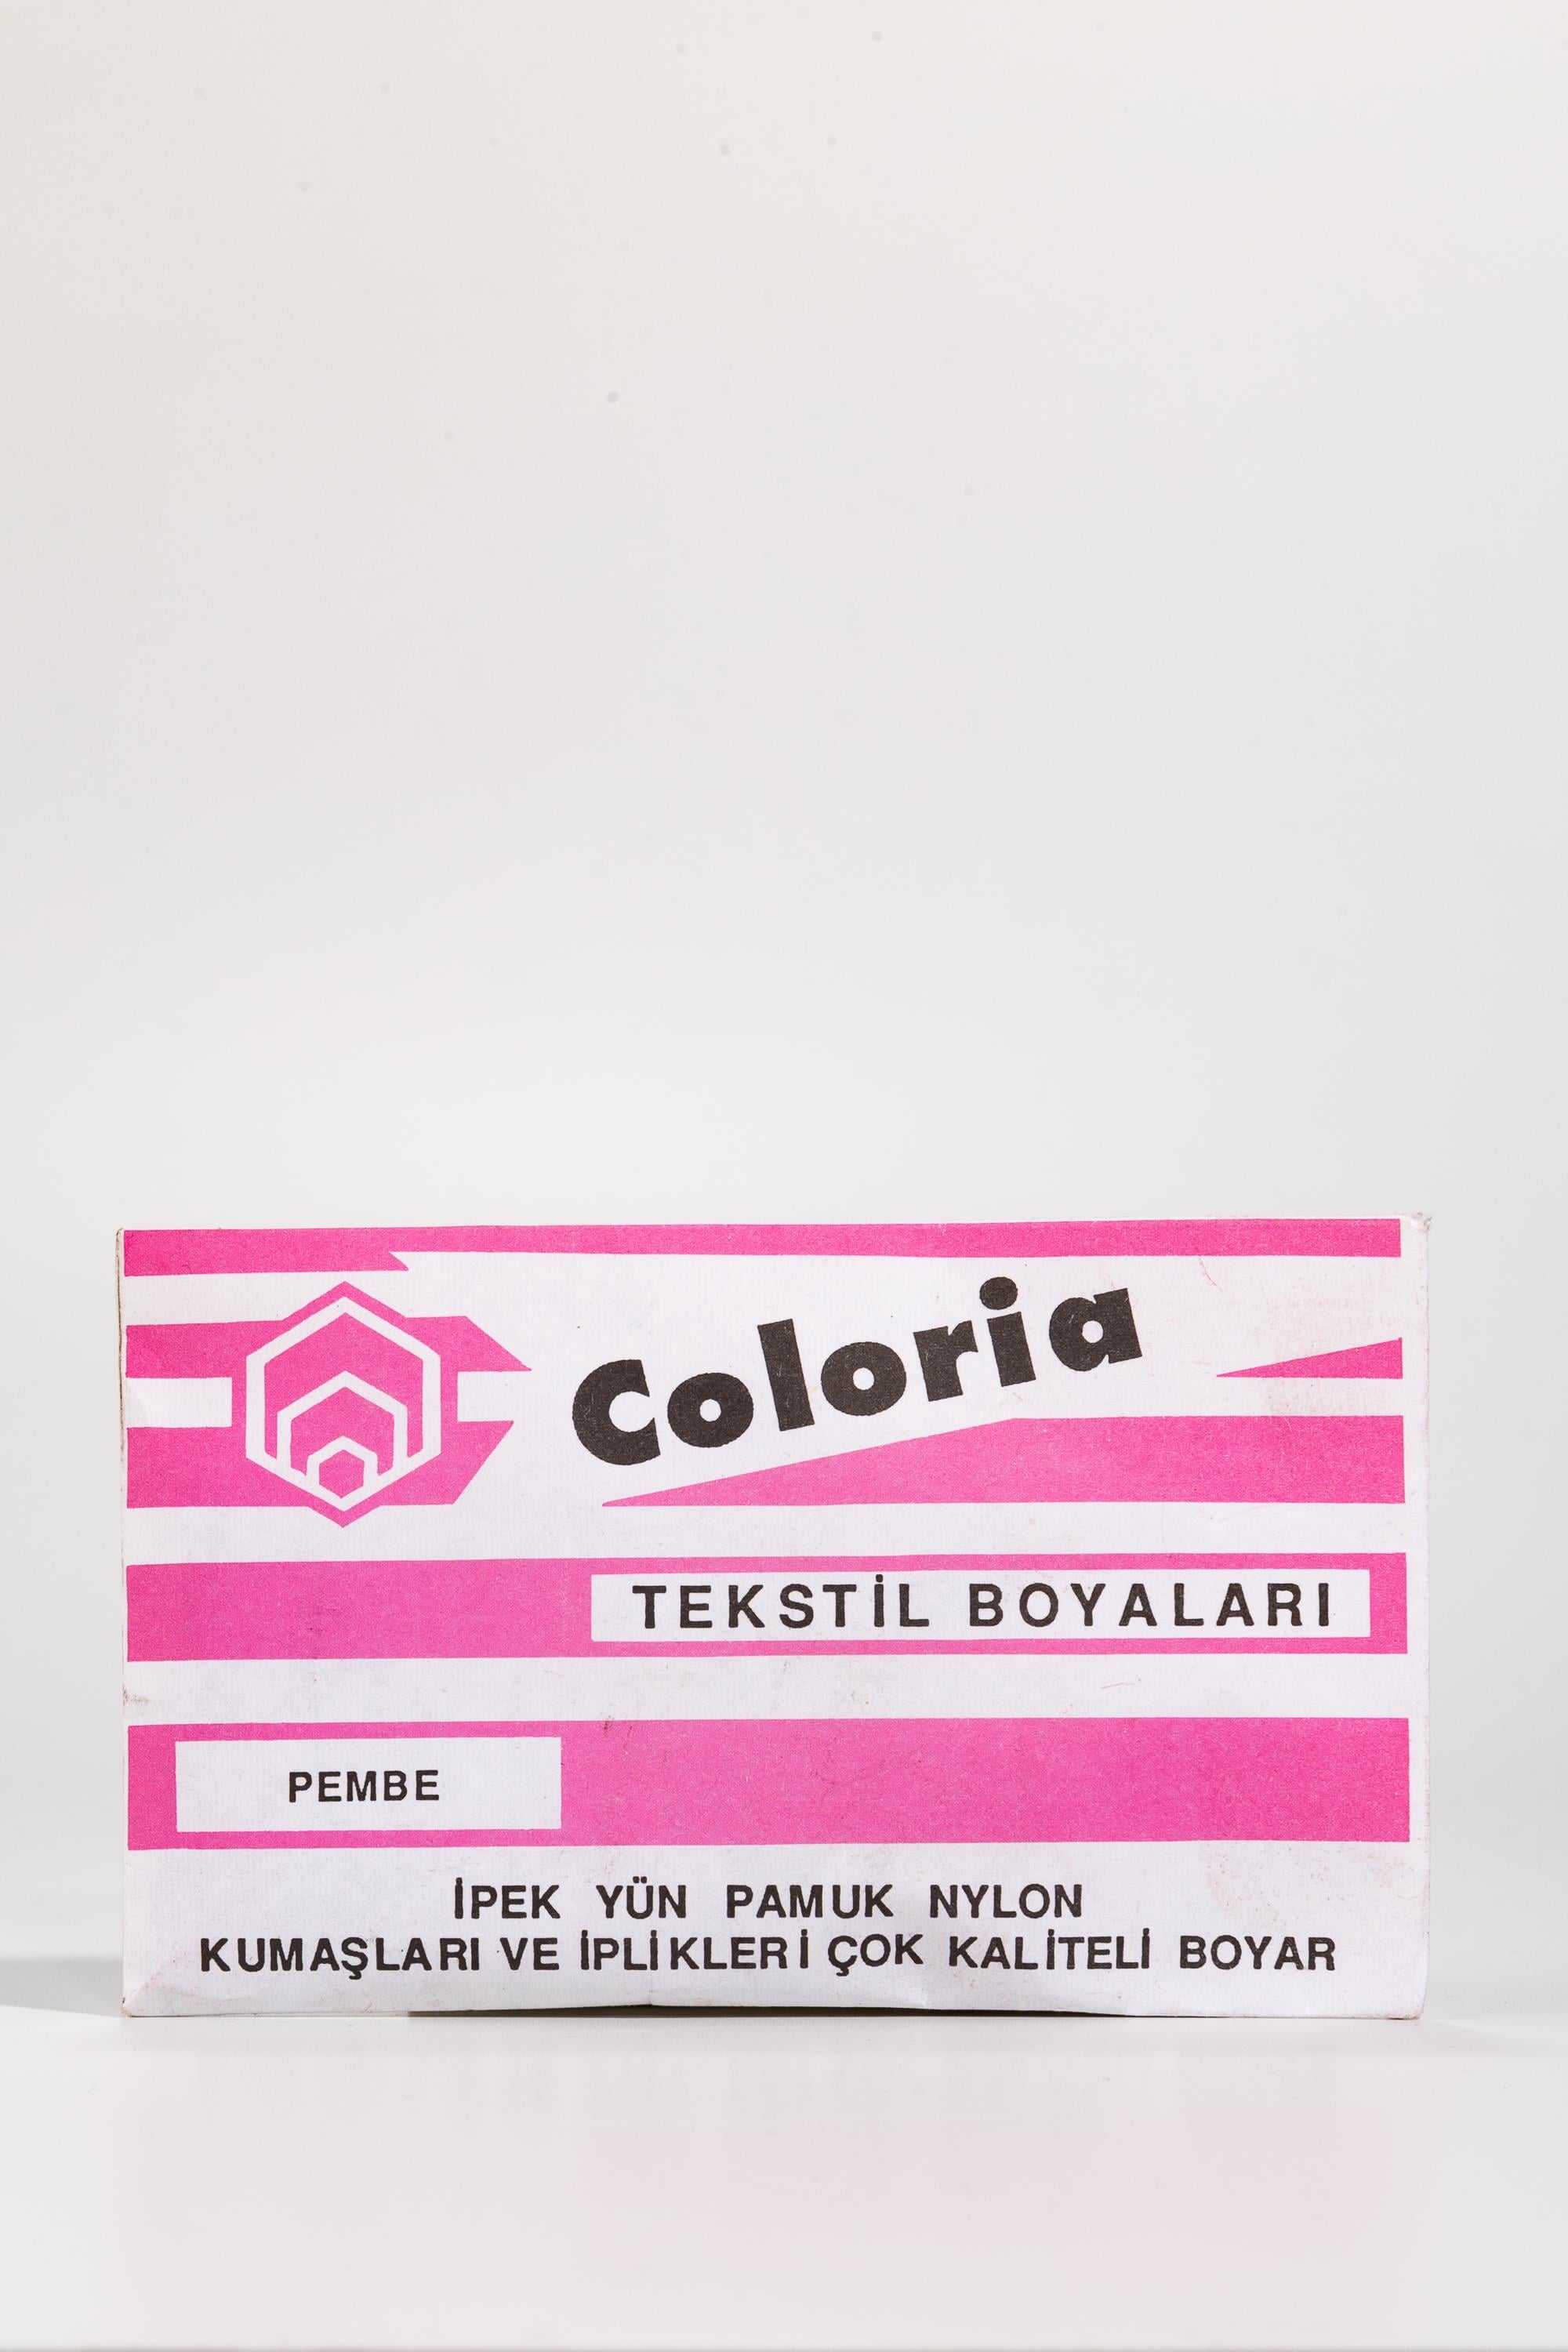 Coloria
TEKSTİL BOYALARI
PEMBE
İPEK YÜN PAMUK NYLON
KUMAŞLARI VE İPLİKLERİ ÇOK KALİTELİ BOYAR